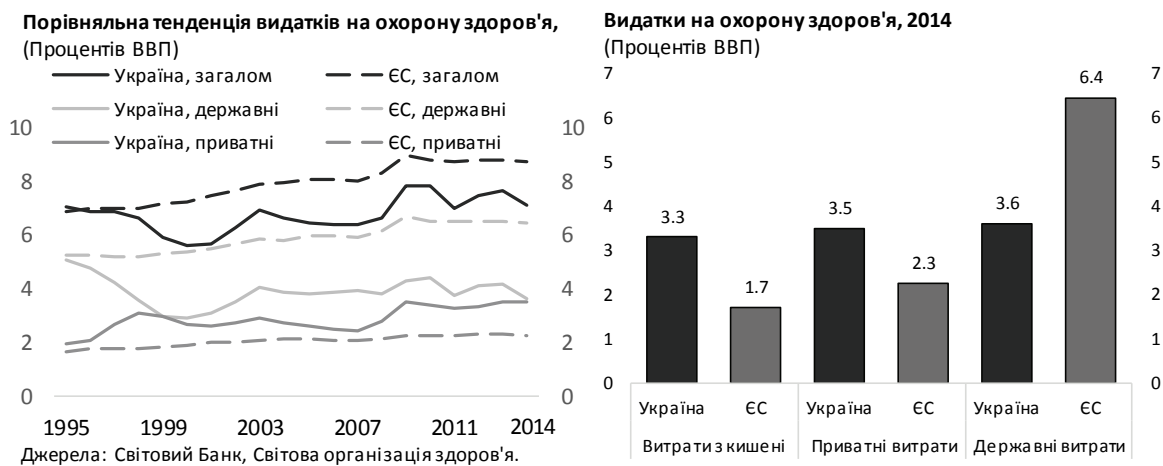 Порівняльна тенденція видатків на охорону здоров'я,
(Процентів ВВП)
Україна, загалом
ЄС, загалом
Україна, державні
ЄС, державні
Україна, приватні
ЄС, приватні
10
8
6
4
2
0
10
8
6
4
2
0
1995 1999 2003 2007 2011 2014
Джерела: Світовий Банк, Світова організація здоров'я.
Видатки на охорону здоров'я, 2014
(Процентів ВВП)
7
6
5
4
3
2
1
0
7
6
5
4
3
2
1
0
3.3
1.7
3.5
2.3
3.6
6.4
Україна ЄС Україна ЄС Україна ЄС
Витрати з кишені Приватні витрати Державні витрати